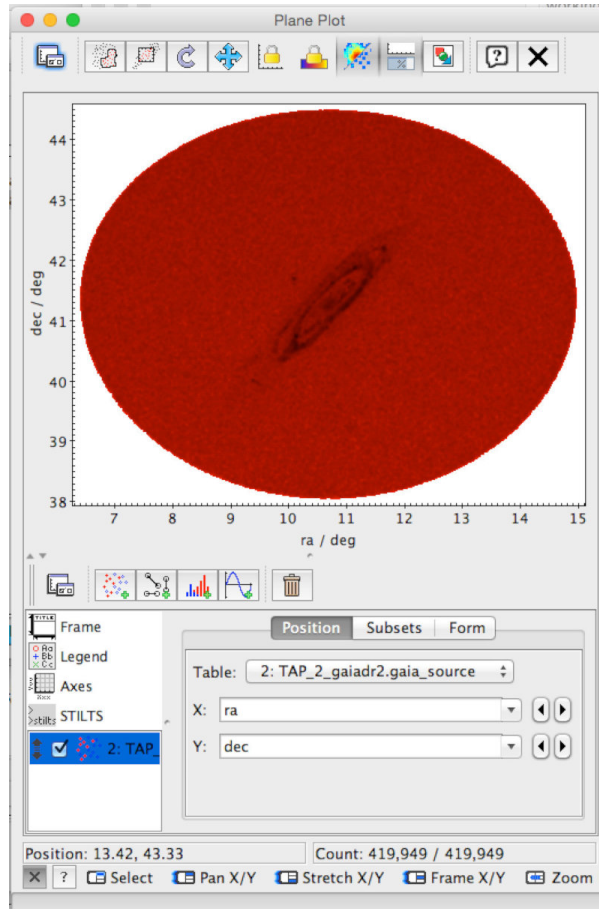 Plane Plot
44
43
42
41
40
39
38
dec / deg
7 8 9 10 11 12 13 14 15
ra / deg
Frame
Legend
Axes
STILTS
2: TAP_
Position Subsets Form
Table: 2: TAP_2_gaiadr2.gaia_source
X: ra
Y: dec
Position: 13.42, 43.33 Count: 419,949 / 419,949
Select Pan X/Y Stretch X/Y Frame X/Y Zoom